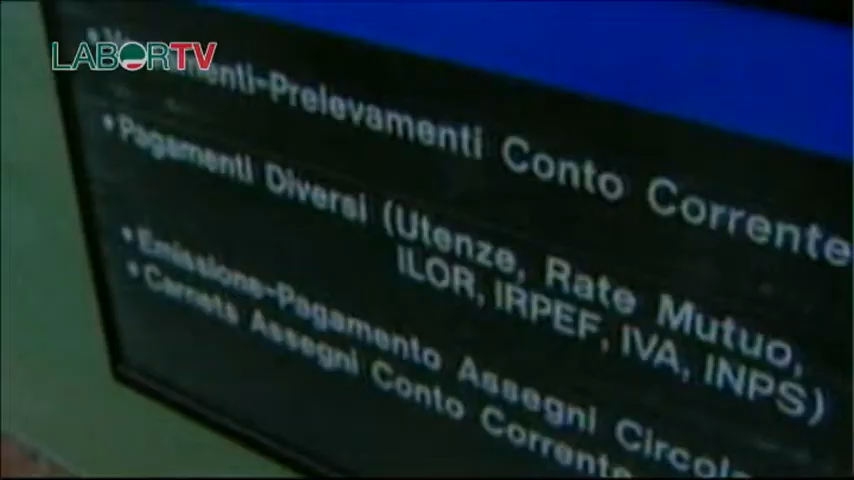 LABORTV
-Prelevamenti Conto Corrente
•Pagamenti Diversi (Utenze, Rate Mutuo,
ILOR, IRPEF, IVA, INPS)
•Emissione-Pagamento Assegni
•Carnets Assegni Conto Corrente